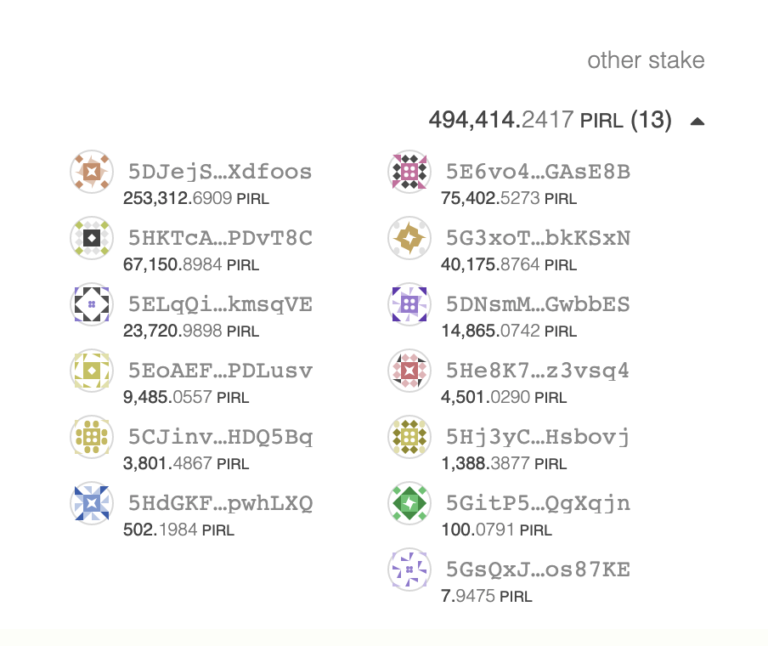 other stake
494,414.2417 PIRL (13)
5DJejS…Xdfoos
253,312.6909 PIRL
5E6vo4…GAsE8B
75,402.5273 PIRL
5HKTcA…PDvT8C
67,150.8984 PIRL
5G3xoT…bkKSxN
40,175.8764 PIRL
5ELqQi…kmsqVE
23,720.9898 PIRL
5DNsmM…GwbbES
14,865.0742 PIRL
5EoAEF…PDLusv
9,485.0557 PIRL
5He8K7…z3vsq4
4,501.0290 PIRL
5CJinv…HDQ5Bq
3,801.4867 PIRL
5Hj3yC…Hsbovj
1,388.3877 PIRL
5HdGKF…pwhLXQ
502.1984 PIRL
5GitP5…QgXqjn
100.0791 PIRL
5GsQxJ…os87KE
7.9475 PIRL